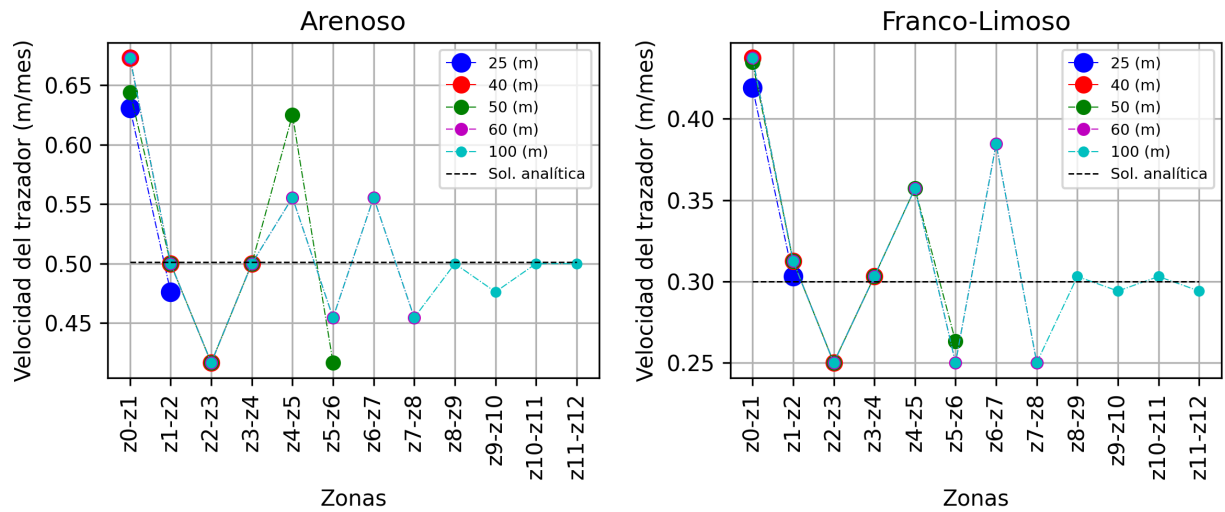 Arenoso
Velocidad del trazador (m/mes)
0.65
0.60
0.55
0.50
0.45
25 (m)
40 (m)
50 (m)
60 (m)
100 (m)
Sol. analítica
z0-z1
z1-z2
z2-z3
z3-z4
z4-z5
z5-z6
z6-z7
z7-z8
z8-z9
z9-z10
z10-z11
z11-z12
Zonas
Franco-Limoso
Velocidad del trazador (m/mes)
0.40
0.35
0.30
0.25
25 (m)
40 (m)
50 (m)
60 (m)
100 (m)
Sol. analítica
z0-z1
z1-z2
z2-z3
z3-z4
z4-z5
z5-z6
z6-z7
z7-z8
z8-z9
z9-z10
z10-z11
z11-z12
Zonas